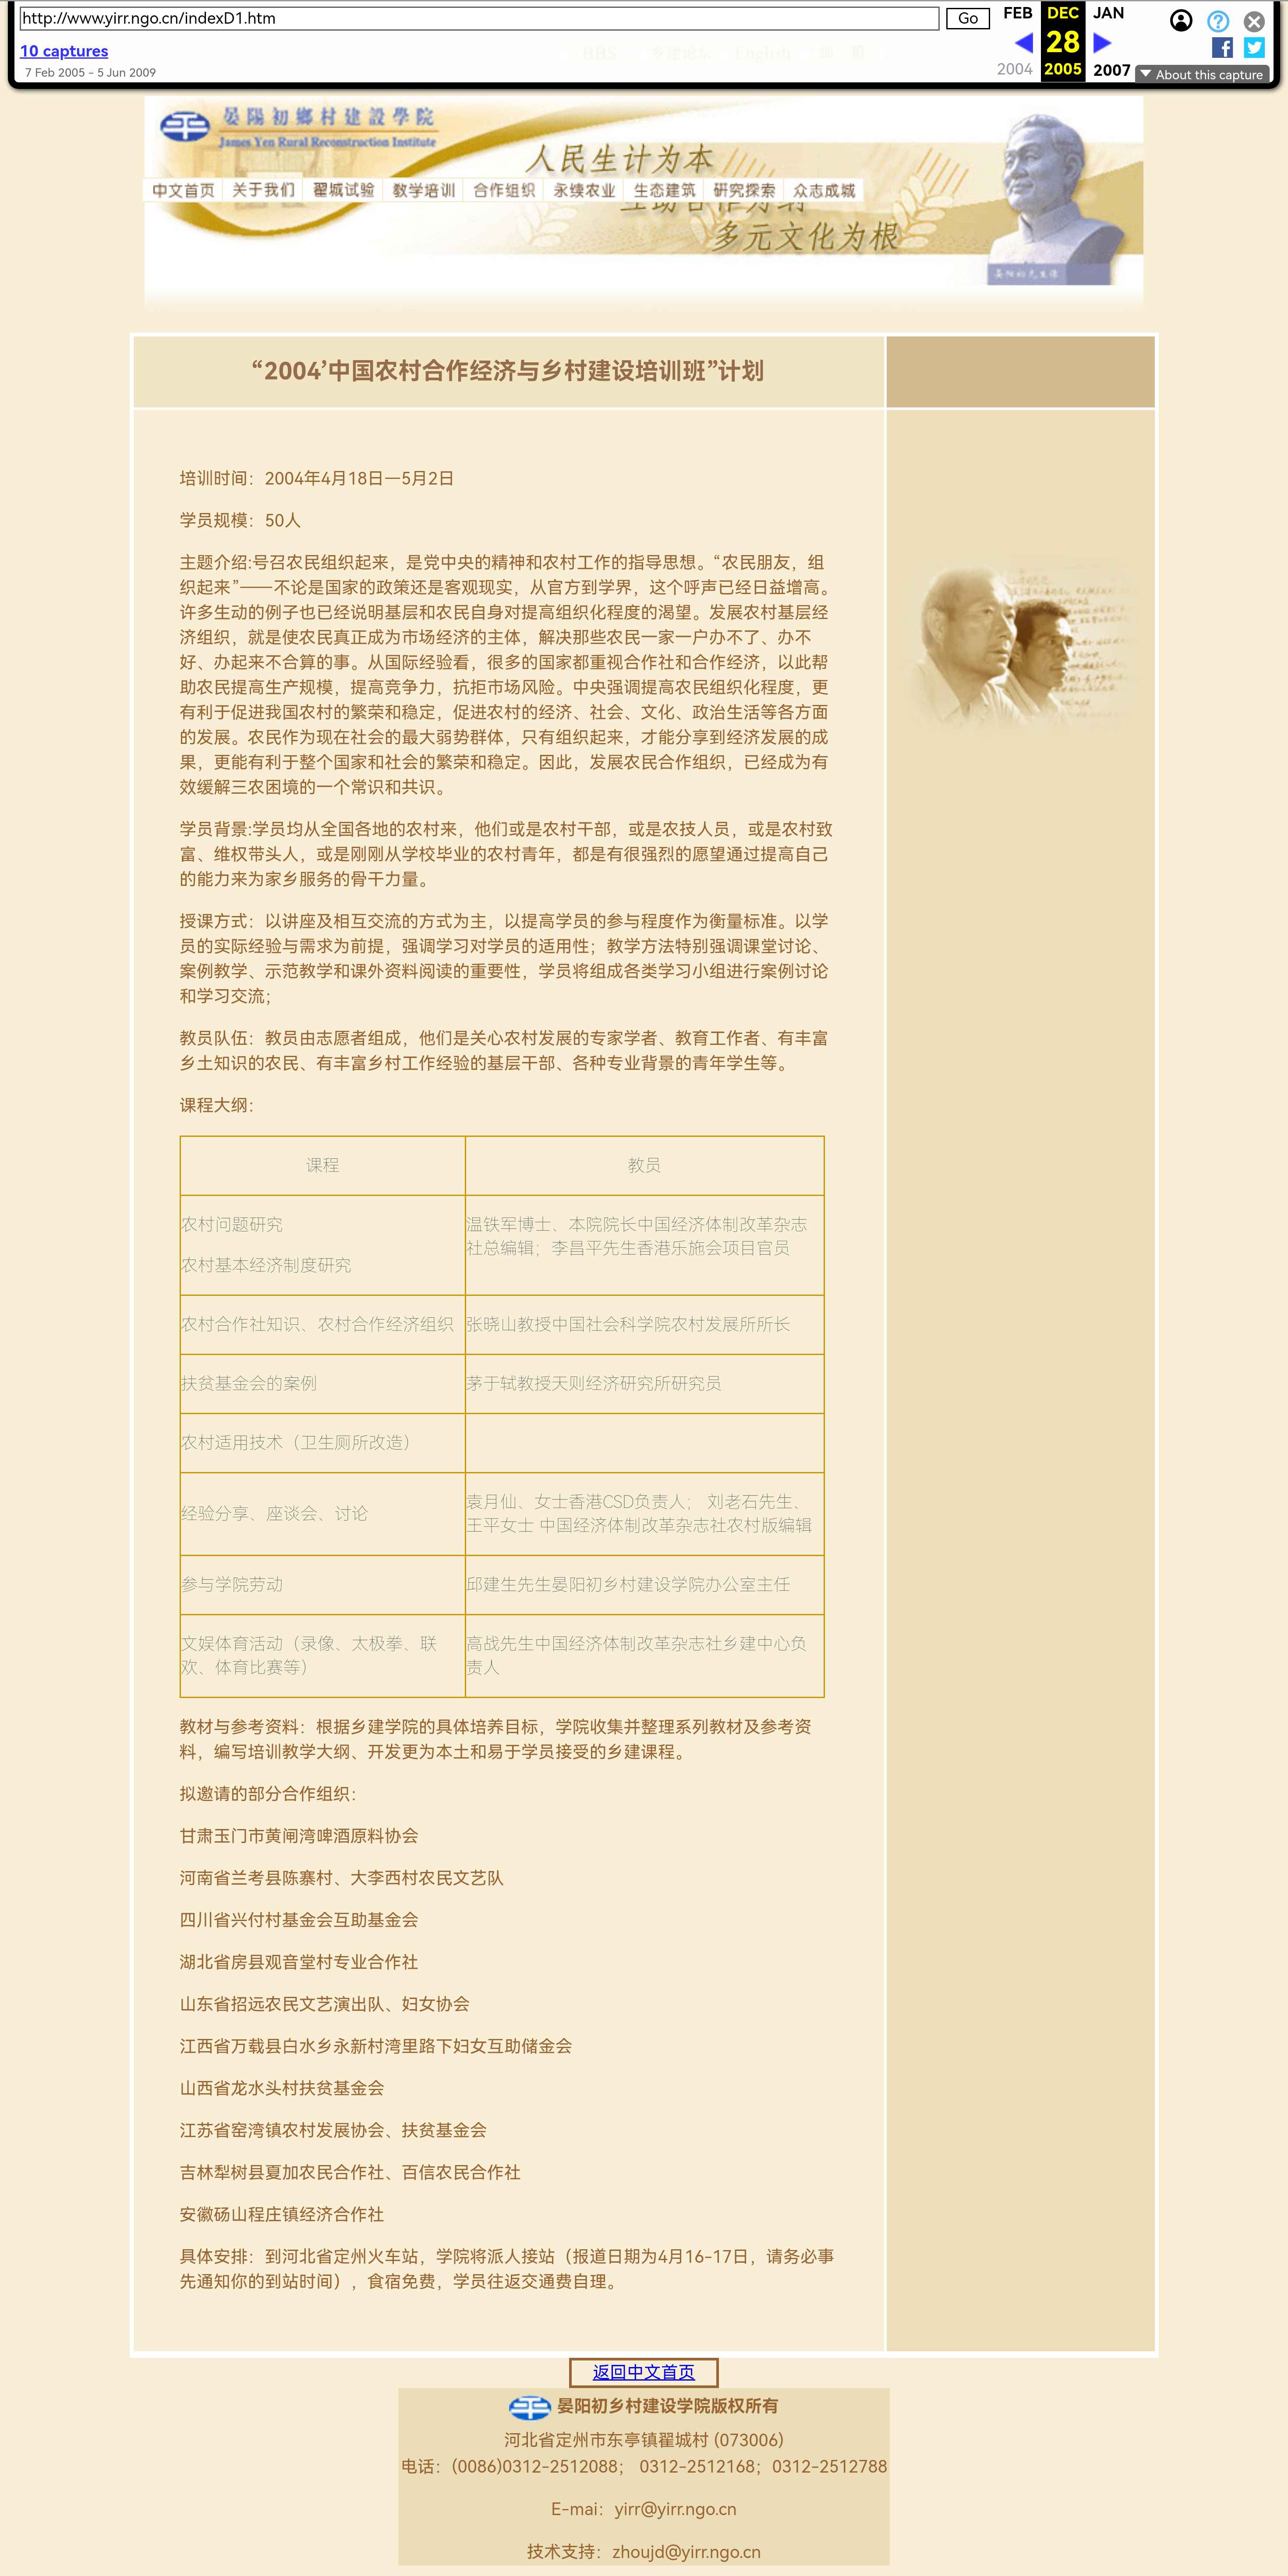 http://www.yirr.ngo.cn/indexD1.htm
Go
FEB DEC JAN
28
2004 2005 2007
10 captures
7 Feb 2005 - 5 Jun 2009
About this capture
晏陽初鄉村建設學院
James Yen Rural Reconstruction Institute
人民生计为本
中文首页 关于我们 翟城试验 教学培训 合作组织 永续农业 生态建筑 研究探索 众志成城
多元文化为根
晏阳初先生像
“2004’中国农村合作经济与乡村建设培训班”计划
培训时间：2004年4月18日—5月2日
学员规模：50人
主题介绍:号召农民组织起来，是党中央的精神和农村工作的指导思想。“农民朋友，组
织起来”——不论是国家的政策还是客观现实，从官方到学界，这个呼声已经日益增高。
许多生动的例子也已经说明基层和农民自身对提高组织化程度的渴望。发展农村基层经
济组织，就是使农民真正成为市场经济的主体，解决那些农民一家一户办不了、办不
好、办起来不合算的事。从国际经验看，很多的国家都重视合作社和合作经济，以此帮
助农民提高生产规模，提高竞争力，抗拒市场风险。中央强调提高农民组织化程度，更
有利于促进我国农村的繁荣和稳定，促进农村的经济、社会、文化、政治生活等各方面
的发展。农民作为现在社会的最大弱势群体，只有组织起来，才能分享到经济发展的成
果，更能有利于整个国家和社会的繁荣和稳定。因此，发展农民合作组织，已经成为有
效缓解三农困境的一个常识和共识。
学员背景:学员均从全国各地的农村来，他们或是农村干部，或是农技人员，或是农村致
富、维权带头人，或是刚刚从学校毕业的农村青年，都是有很强烈的愿望通过提高自己
的能力来为家乡服务的骨干力量。
授课方式：以讲座及相互交流的方式为主，以提高学员的参与程度作为衡量标准。以学
员的实际经验与需求为前提，强调学习对学员的适用性；教学方法特别强调课堂讨论、
案例教学、示范教学和课外资料阅读的重要性，学员将组成各类学习小组进行案例讨论
和学习交流；
教员队伍：教员由志愿者组成，他们是关心农村发展的专家学者、教育工作者、有丰富
乡土知识的农民、有丰富乡村工作经验的基层干部、各种专业背景的青年学生等。
课程大纲：
课程 教员
农村问题研究
农村基本经济制度研究
温铁军博士、本院院长中国经济体制改革杂志
社总编辑；李昌平先生香港乐施会项目官员
农村合作社知识、农村合作经济组织 张晓山教授中国社会科学院农村发展所所长
扶贫基金会的案例 茅于轼教授天则经济研究所研究员
农村适用技术（卫生厕所改造）
经验分享、座谈会、讨论
袁月仙、女士香港CSD负责人； 刘老石先生、
王平女士 中国经济体制改革杂志社农村版编辑
参与学院劳动 邱建生先生晏阳初乡村建设学院办公室主任
文娱体育活动（录像、太极拳、联
欢、体育比赛等）
高战先生中国经济体制改革杂志社乡建中心负
责人
教材与参考资料：根据乡建学院的具体培养目标，学院收集并整理系列教材及参考资
料，编写培训教学大纲、开发更为本土和易于学员接受的乡建课程。
拟邀请的部分合作组织：
甘肃玉门市黄闸湾啤酒原料协会
河南省兰考县陈寨村、大李西村农民文艺队
四川省兴付村基金会互助基金会
湖北省房县观音堂村专业合作社
山东省招远农民文艺演出队、妇女协会
江西省万载县白水乡永新村湾里路下妇女互助储金会
山西省龙水头村扶贫基金会
江苏省窑湾镇农村发展协会、扶贫基金会
吉林犁树县夏加农民合作社、百信农民合作社
安徽砀山程庄镇经济合作社
具体安排：到河北省定州火车站，学院将派人接站（报道日期为4月16-17日，请务必事
先通知你的到站时间），食宿免费，学员往返交通费自理。
返回中文首页
晏阳初乡村建设学院版权所有
河北省定州市东亭镇翟城村 (073006)
电话：(0086)0312-2512088； 0312-2512168；0312-2512788
E-mai：yirr@yirr.ngo.cn
技术支持：zhoujd@yirr.ngo.cn